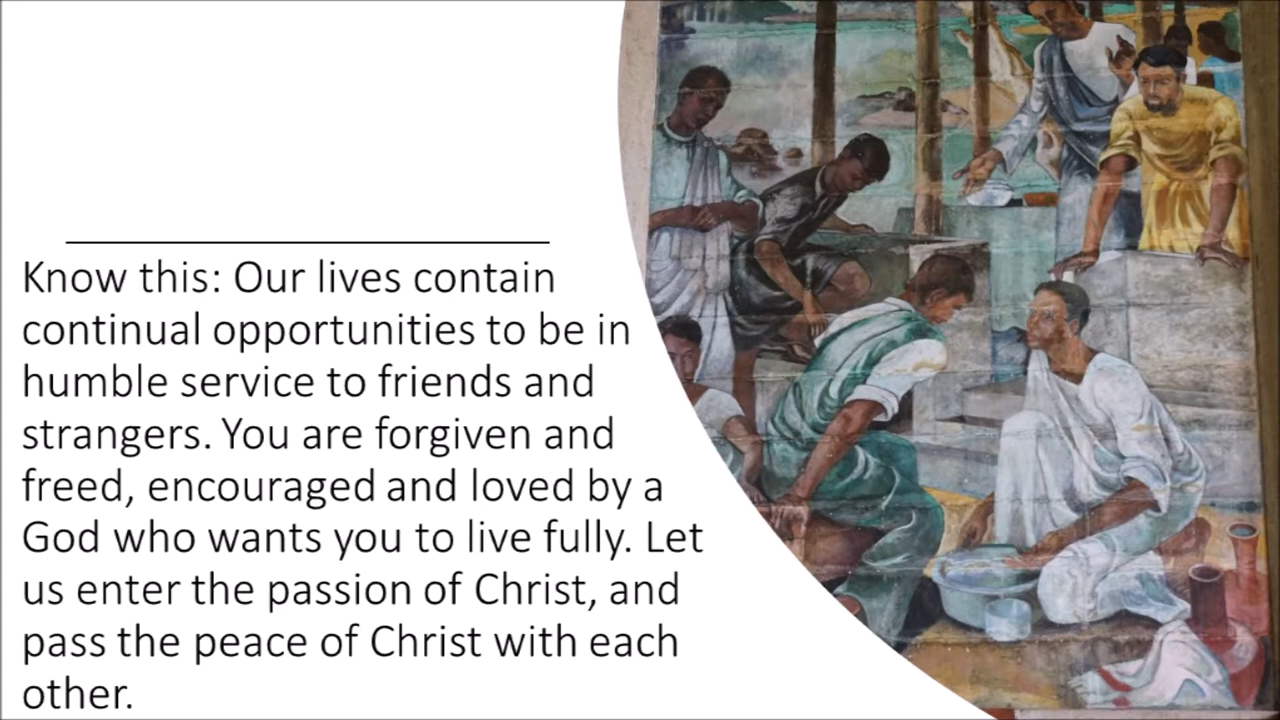 Know this: Our lives contain
continual opportunities to be in
humble service to friends and
strangers. You are forgiven and
freed, encouraged and loved by a
God who wants you to live fully. Let
us enter the passion of Christ, and
pass the peace of Christ with each
other.